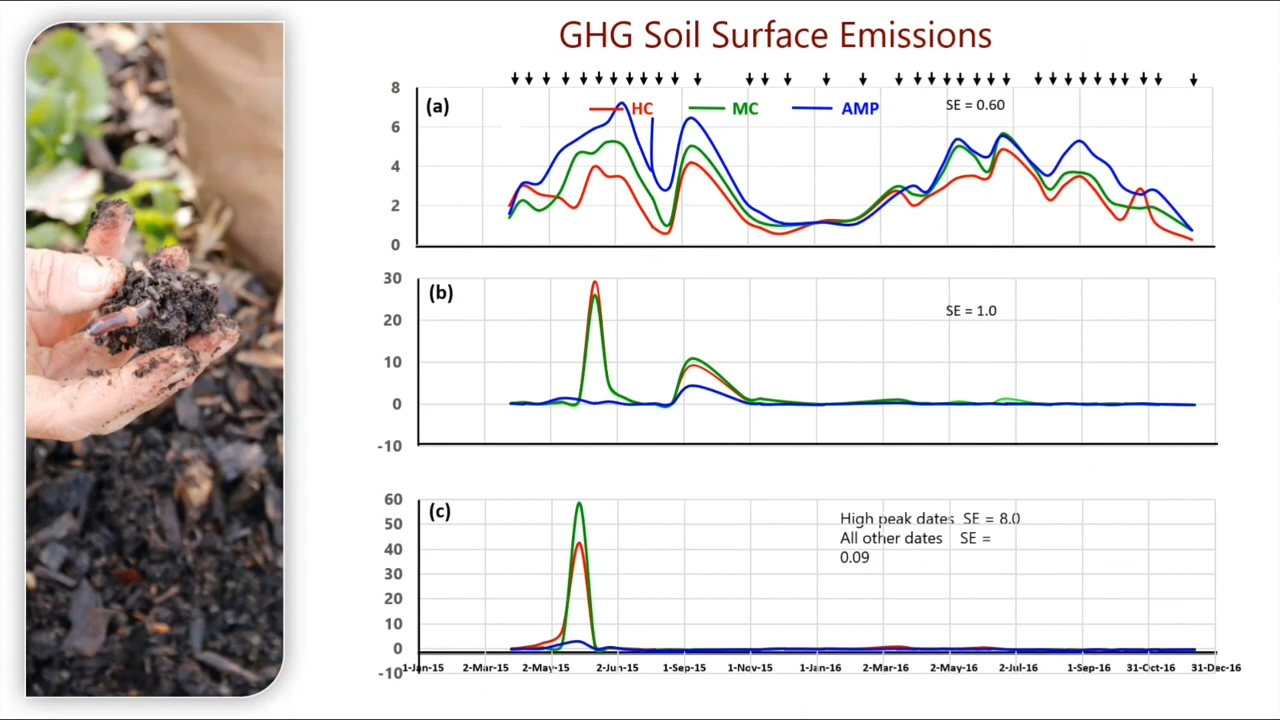 GHG Soil Surface Emissions
8
(a)
HC
MC
AMP
SE = 0.60
6
4
2
0
30
(b)
SE = 1.0
20
10
0
-10
60
(c)
High peak dates SE = 8.0
50
All other dates SE =
40
0.09
30
20
10
0
-10
1-Jan-15 2-Mar-15 2-May-15 2-Jul-15 1-Sep-15 1-Nov-15 1-Jan-16 2-Mar-16 2-May-16 2-Jul-16 1-Sep-16 31-Oct-16 31-Dec-16